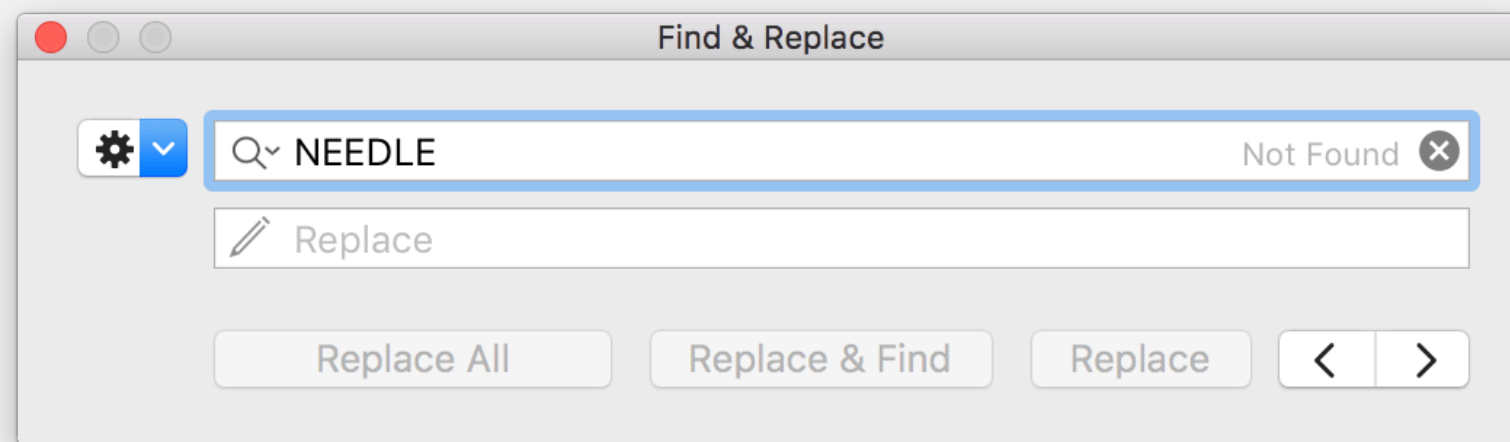 Find & Replace
NEEDLE Not Found
Replace
Replace All Replace & Find Replace